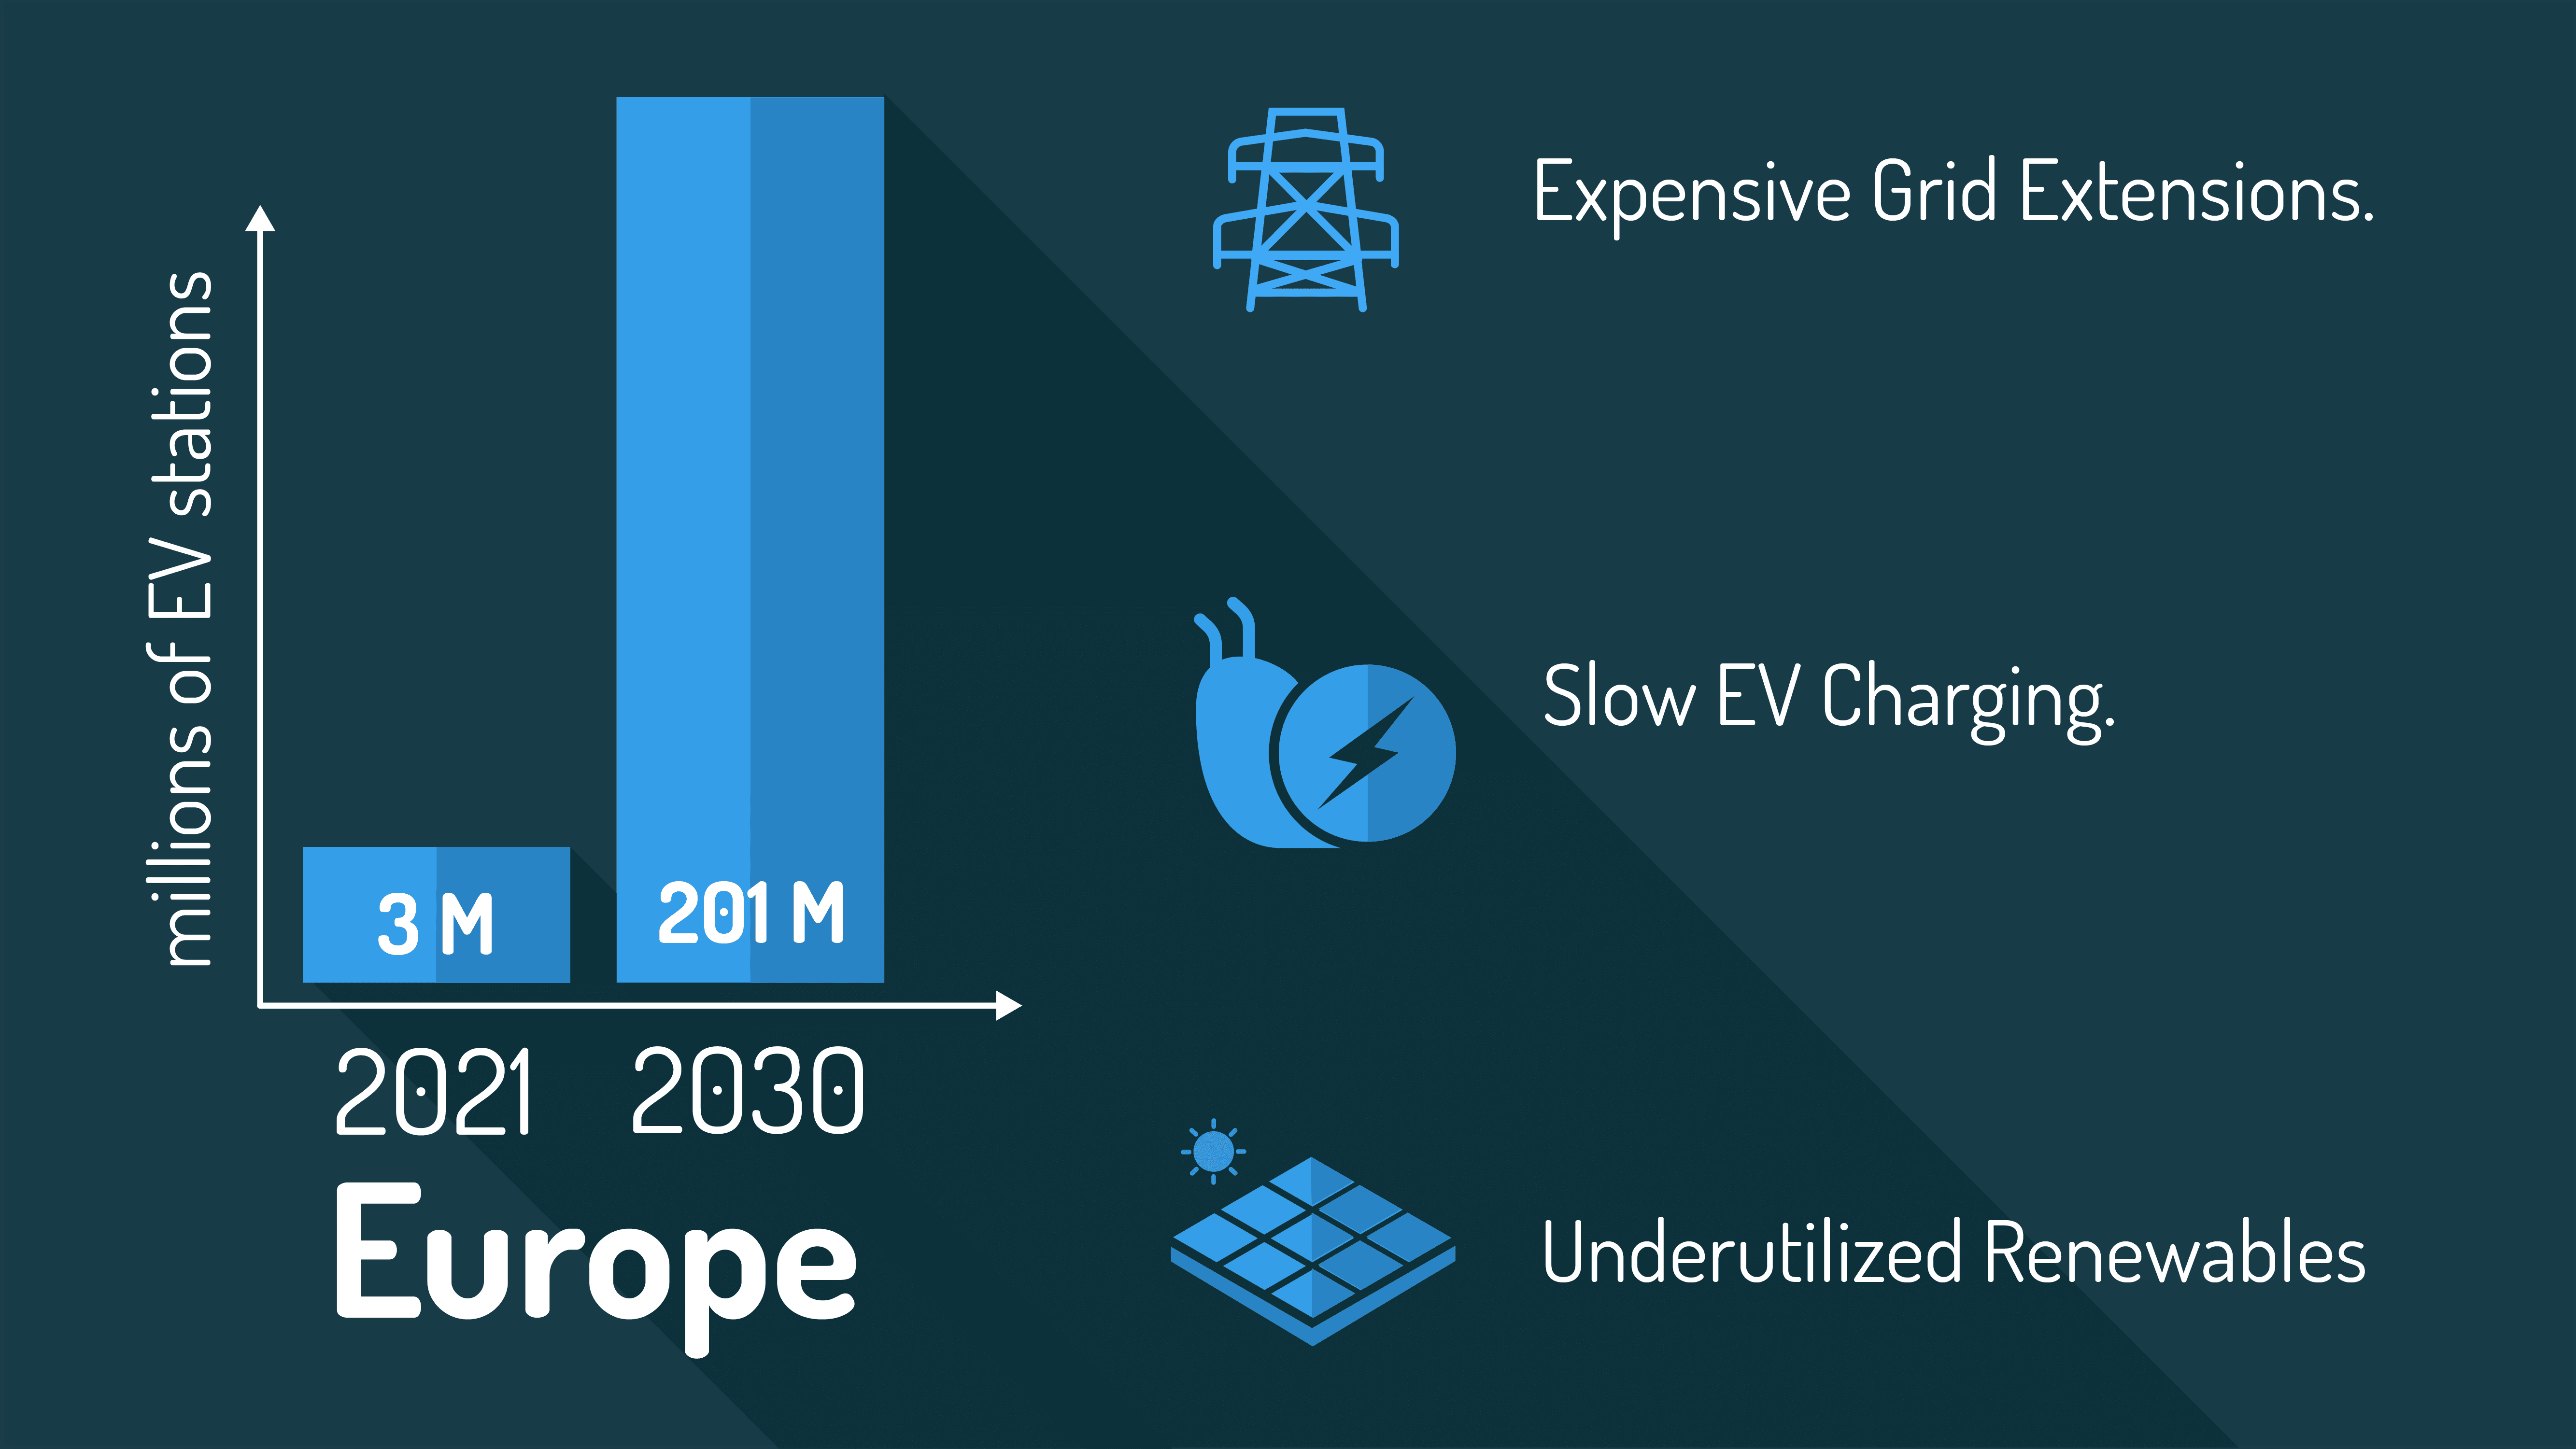 millions of EV stations
3 M
201 M
2021
2030
Europe
Expensive Grid Extensions.
Slow EV Charging.
Underutilized Renewables